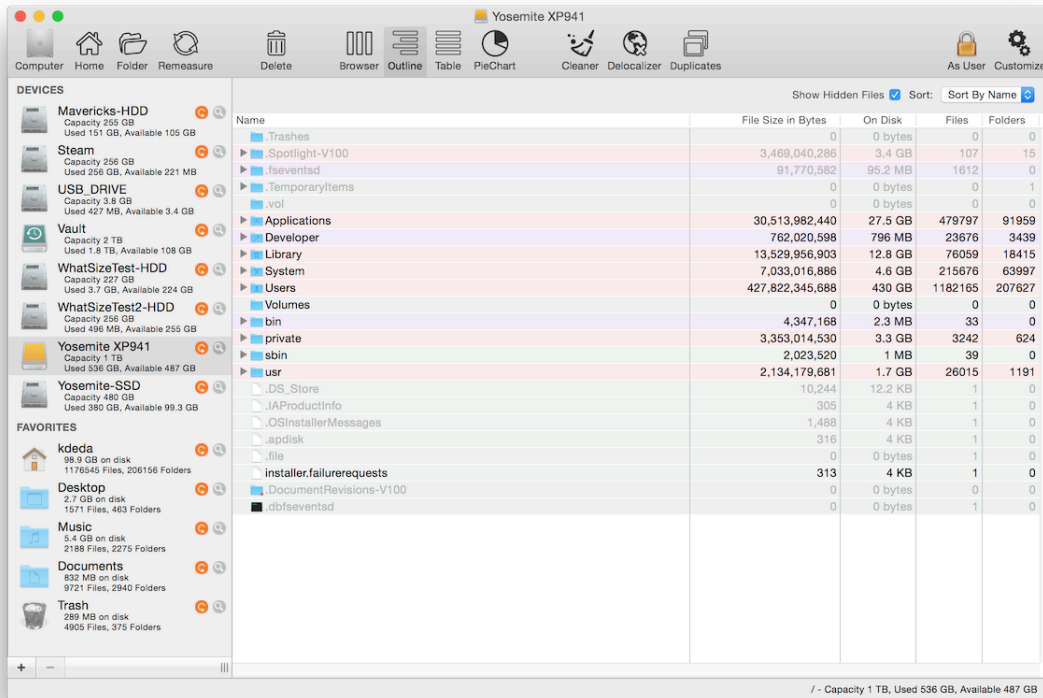 Yosemite XP941
Computer Home Folder Remeasure Delete Browser Outline Table PieChart Cleaner Delocalizer Duplicates As User Customize
DEVICES
Mavericks-HDD
Capacity 255 GB
Used 151 GB, Available 105 GB
Steam
Capacity 256 GB
Used 256 GB, Available 221 MB
USB_DRIVE
Capacity 3.8 GB
Used 427 MB, Available 3.4 GB
Vault
Capacity 2 TB
Used 1.8 TB, Available 108 GB
WhatSizeTest-HDD
Capacity 227 GB
Used 3.7 GB, Available 224 GB
WhatSizeTest2-HDD
Capacity 256 GB
Used 496 MB, Available 255 GB
Yosemite XP941
Capacity 1 TB
Used 536 GB, Available 487 GB
Yosemite-SSD
Capacity 480 GB
Used 380 GB, Available 99.3 GB
FAVORITES
kdeda
98.9 GB on disk
1176545 Files, 206156 Folders
Desktop
2.7 GB on disk
1571 Files, 463 Folders
Music
5.4 GB on disk
2188 Files, 2275 Folders
Documents
832 MB on disk
9721 Files, 2940 Folders
Trash
289 MB on disk
4905 Files, 375 Folders
Show Hidden Files Sort: Sort By Name
Name File Size in Bytes On Disk Files Folders
.Trashes 0 0 bytes 0 0
.Spotlight-V100 3,469,040,286 3.4 GB 107 15
.fseventsd 91,770,582 95.2 MB 1612 0
.TemporaryItems 0 0 bytes 0 1
.vol 0 0 bytes 0 0
Applications 30,513,982,440 27.5 GB 479797 91959
Developer 762,020,598 796 MB 23676 3439
Library 13,529,956,903 12.8 GB 76059 18415
System 7,033,016,886 4.6 GB 215676 63997
Users 427,822,345,688 430 GB 1182165 207627
Volumes 0 0 bytes 0 0
bin 4,347,168 2.3 MB 33 0
private 3,353,014,530 3.3 GB 3242 624
sbin 2,023,520 1 MB 39 0
usr 2,134,179,681 1.7 GB 26015 1191
.DS_Store 10,244 12.2 KB 1 0
.IAProductInfo 305 4 KB 1 0
.OSInstallerMessages 1,488 4 KB 1 0
.apdisk 316 4 KB 1 0
.file 0 0 bytes 1 0
installer.failurerequests 313 4 KB 1 0
.DocumentRevisions-V100 0 0 bytes 0 0
.dbfseventsd 0 0 bytes 1 0
/ - Capacity 1 TB, Used 536 GB, Available 487 GB